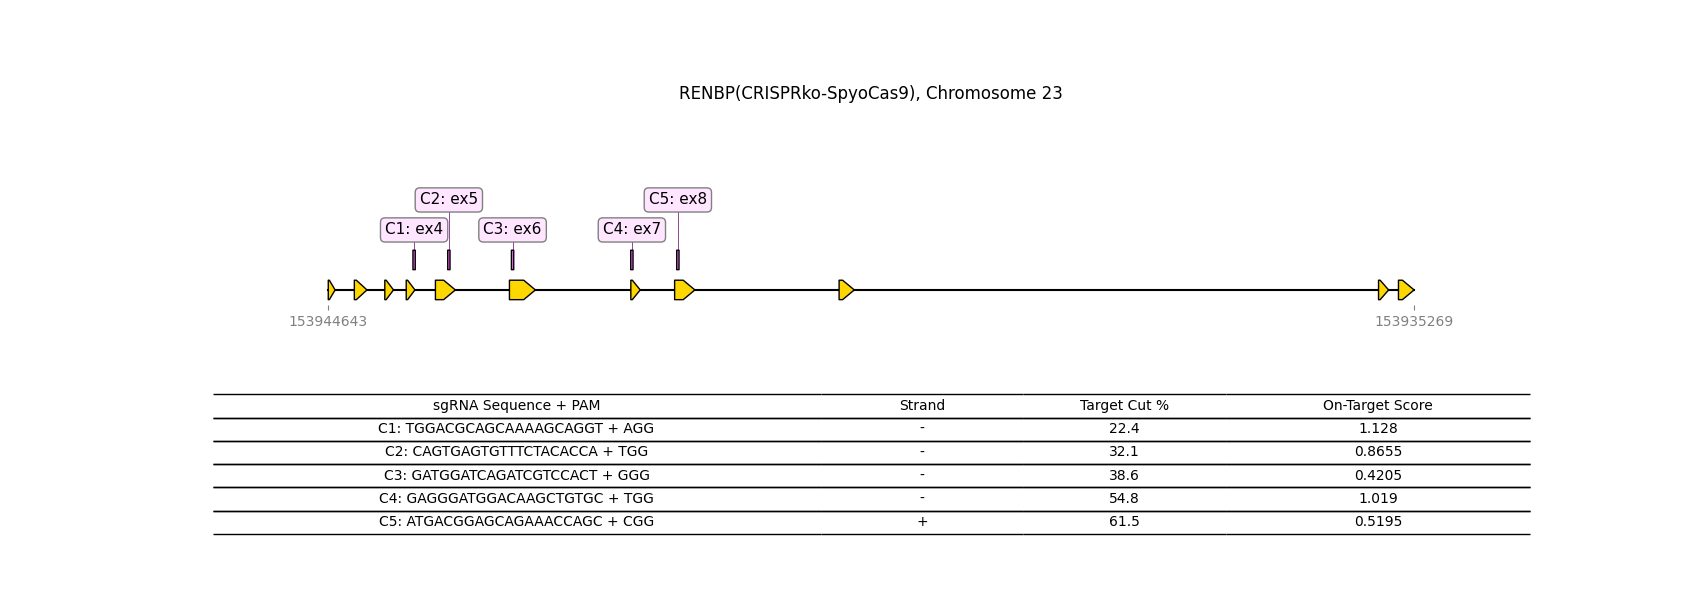 RENBP(CRISPRko-SpyoCas9), Chromosome 23
C2: ex5 C5: ex8
C1: ex4 C3: ex6 C4: ex7
153944643 153935269
sgRNA Sequence + PAM Strand Target Cut % On-Target Score
C1: TGGACGCAGCAAAAGCAGGT + AGG - 22.4 1.128
C2: CAGTGAGTGTTTCTACACCA + TGG - 32.1 0.8655
C3: GATGGATCAGATCGTCCACT + GGG - 38.6 0.4205
C4: GAGGGATGGACAAGCTGTGC + TGG - 54.8 1.019
C5: ATGACGGAGCAGAAACCAGC + CGG + 61.5 0.5195